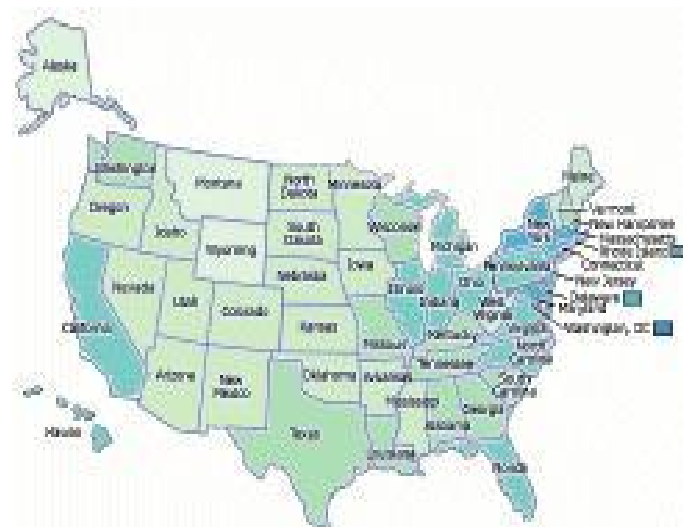 Alaska
Washington
Montana
North
Dakota
Minnesota
Maine
Oregon
Idaho
South
Dakota
Wisconsin
Michigan
New
York
Vermont
New Hampshire
Massachusetts
Rhode Island
Connecticut
New Jersey
Delaware
Maryland
Washington, DC
Wyoming
Nebraska
Iowa
Pennsylvania
Nevada
Utah
Colorado
Illinois
Indiana
Ohio
West
Virginia
Virginia
California
Kansas
Missouri
Kentucky
North
Carolina
Tennessee
Arizona
New
Mexico
Oklahoma
Arkansas
South
Carolina
Mississippi
Georgia
Alabama
Hawaii
Texas
Louisiana
Florida